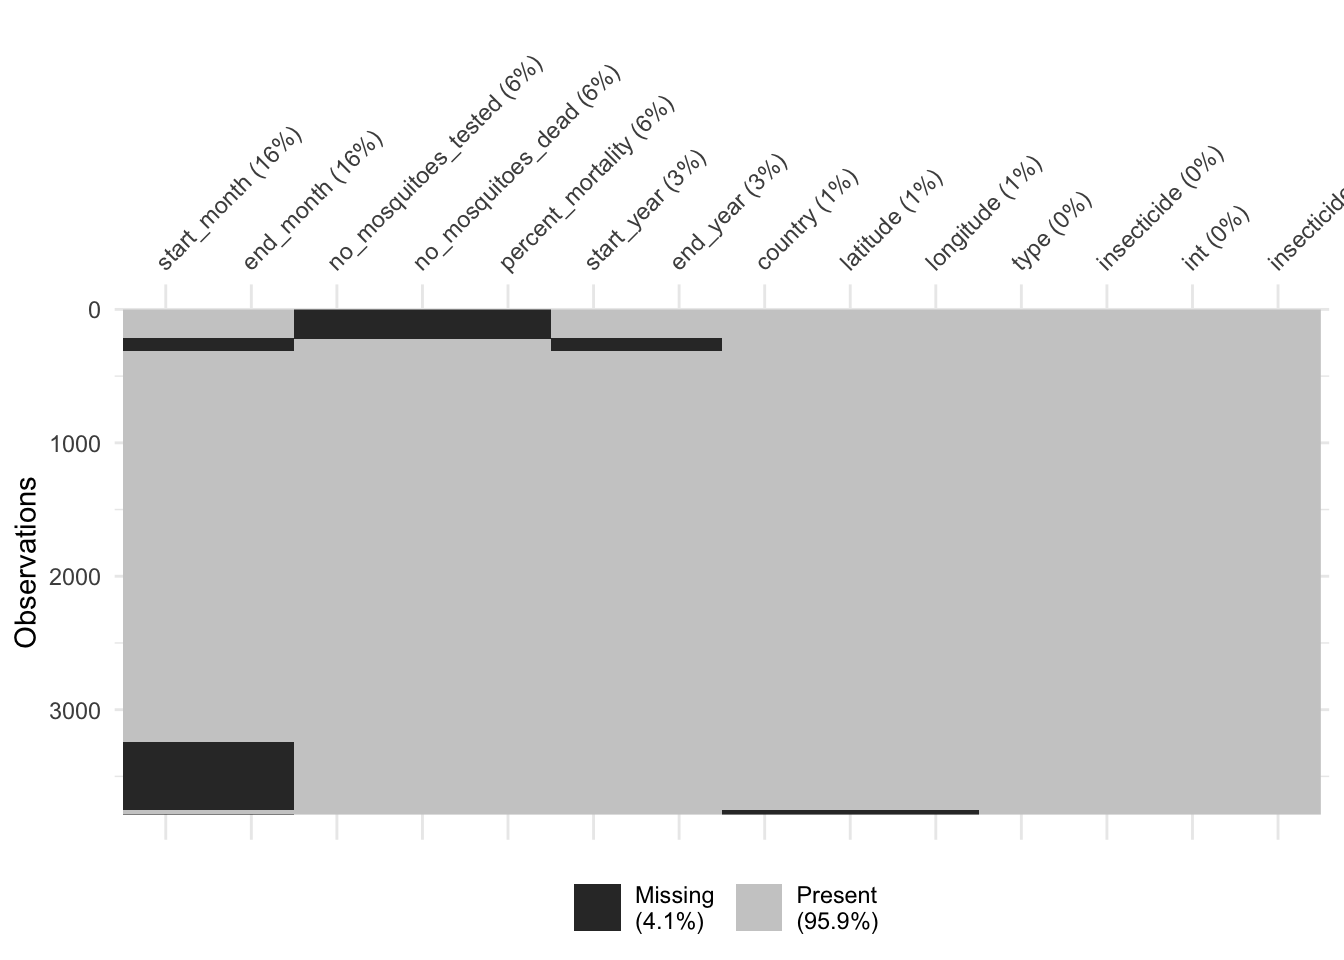 start_month (16%)
end_month (16%)
no_mosquitoes_tested (6%)
no_mosquitoes_dead (6%)
percent_mortality (6%)
start_year (3%)
end_year (3%)
country (1%)
latitude (1%)
longitude (1%)
type (0%)
insecticide (0%)
int (0%)
insecticide
0
1000
2000
3000
Observations
Missing
(4.1%)
Present
(95.9%)